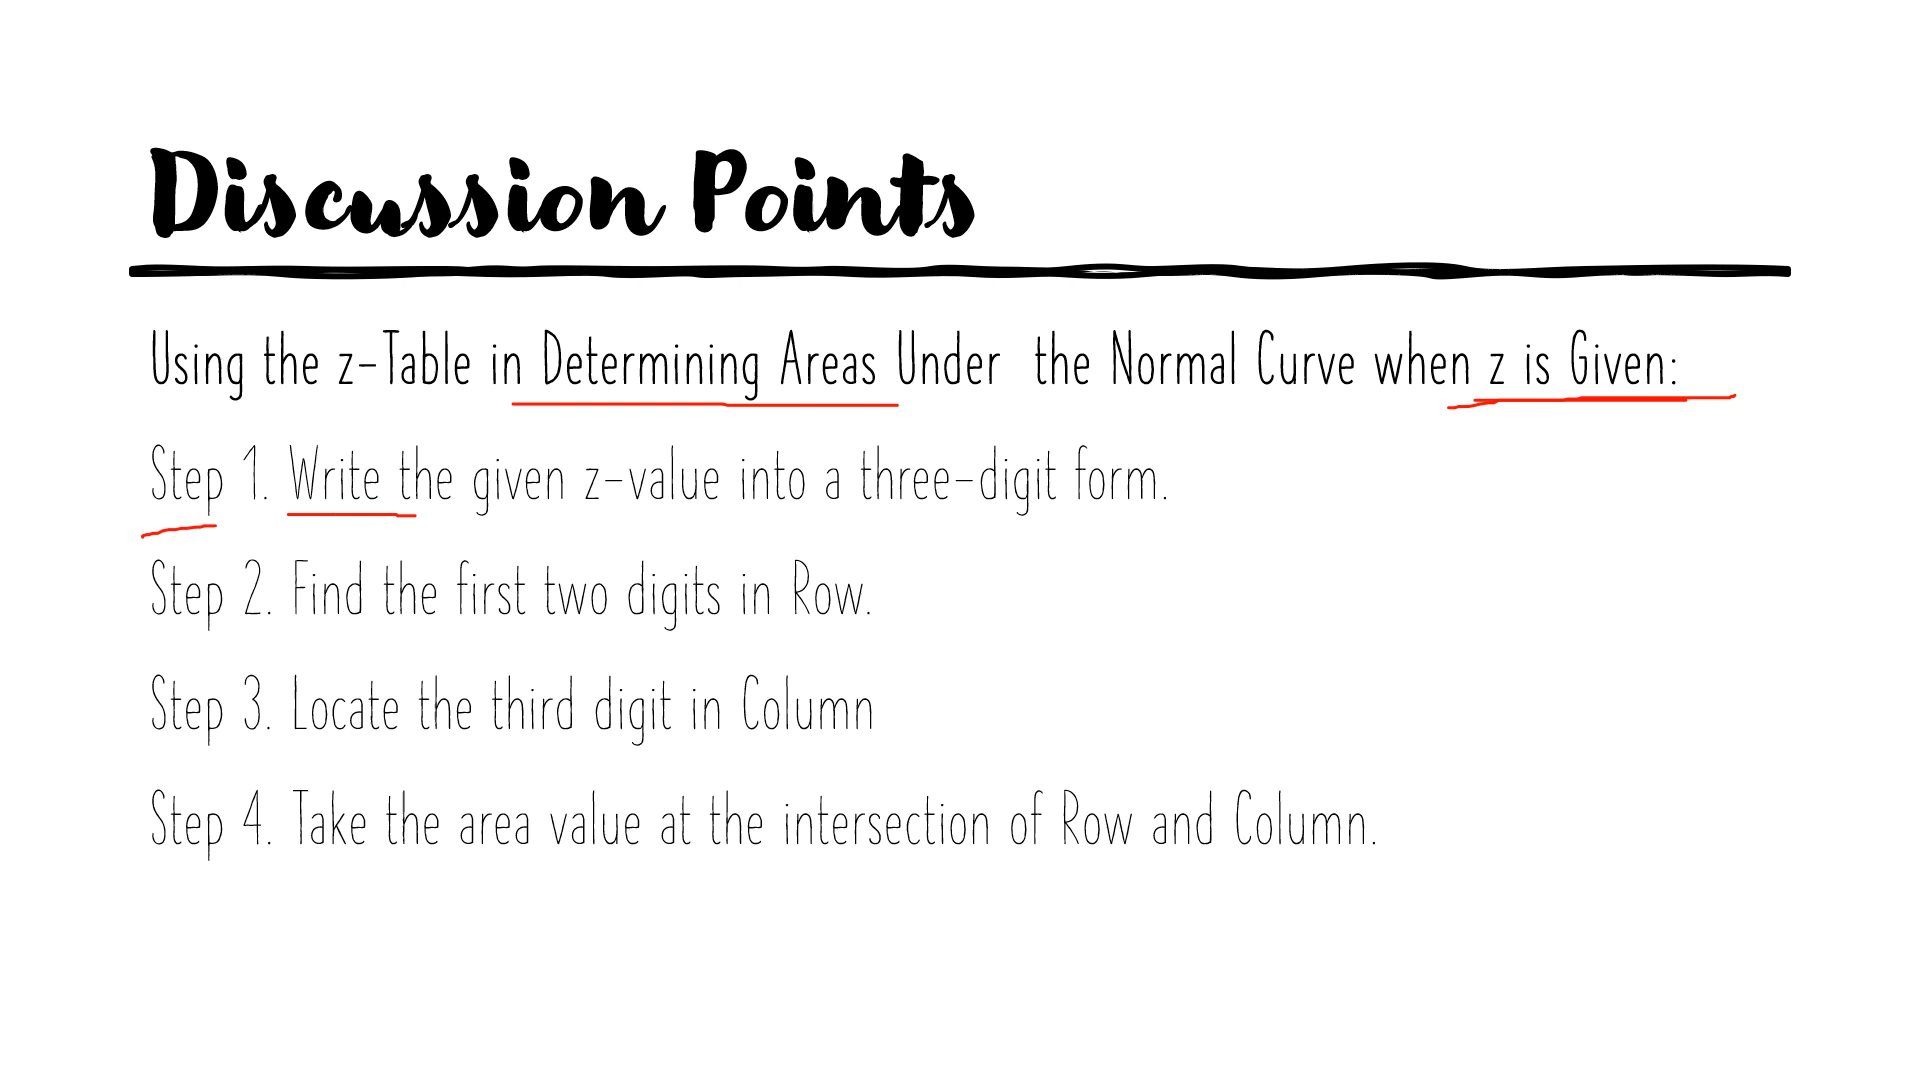 Discussion Points
Using the z-Table in Determining Areas Under the Normal Curve when z is Given:
Step 1. Write the given z-value into a three-digit form.
Step 2. Find the first two digits in Row.
Step 3. Locate the third digit in Column
Step 4. Take the area value at the intersection of Row and Column.